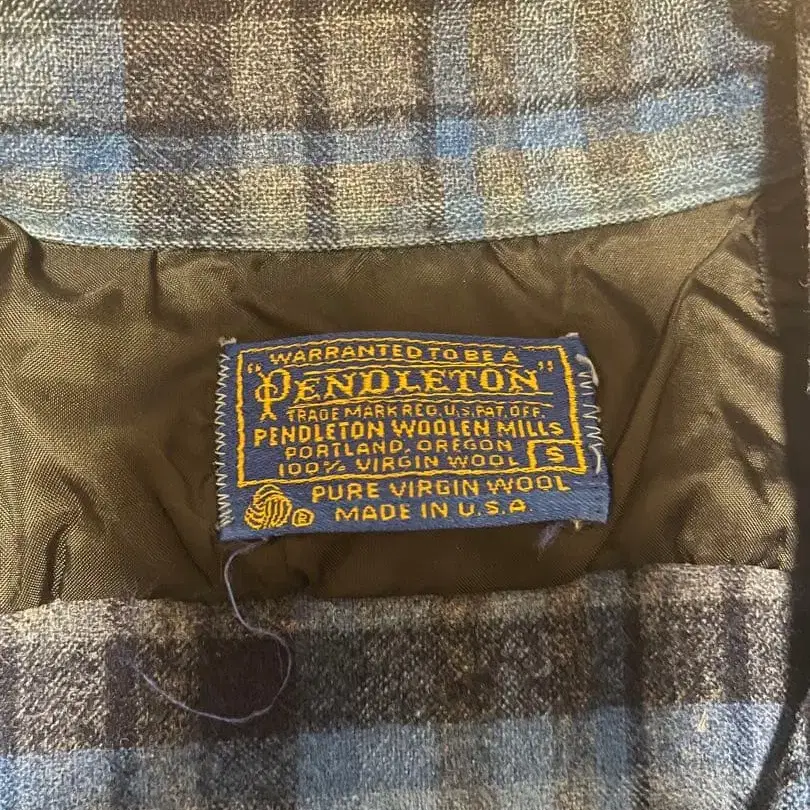 WARRANTED TO BE A
"PENDLETON"
TRADE MARK REG. U.S. PAT. OFF.
PENDLETON WOOLEN MILLS
PORTLAND, OREGON
100% VIRGIN WOOL S
PURE VIRGIN WOOL
® MADE IN U.S.A.